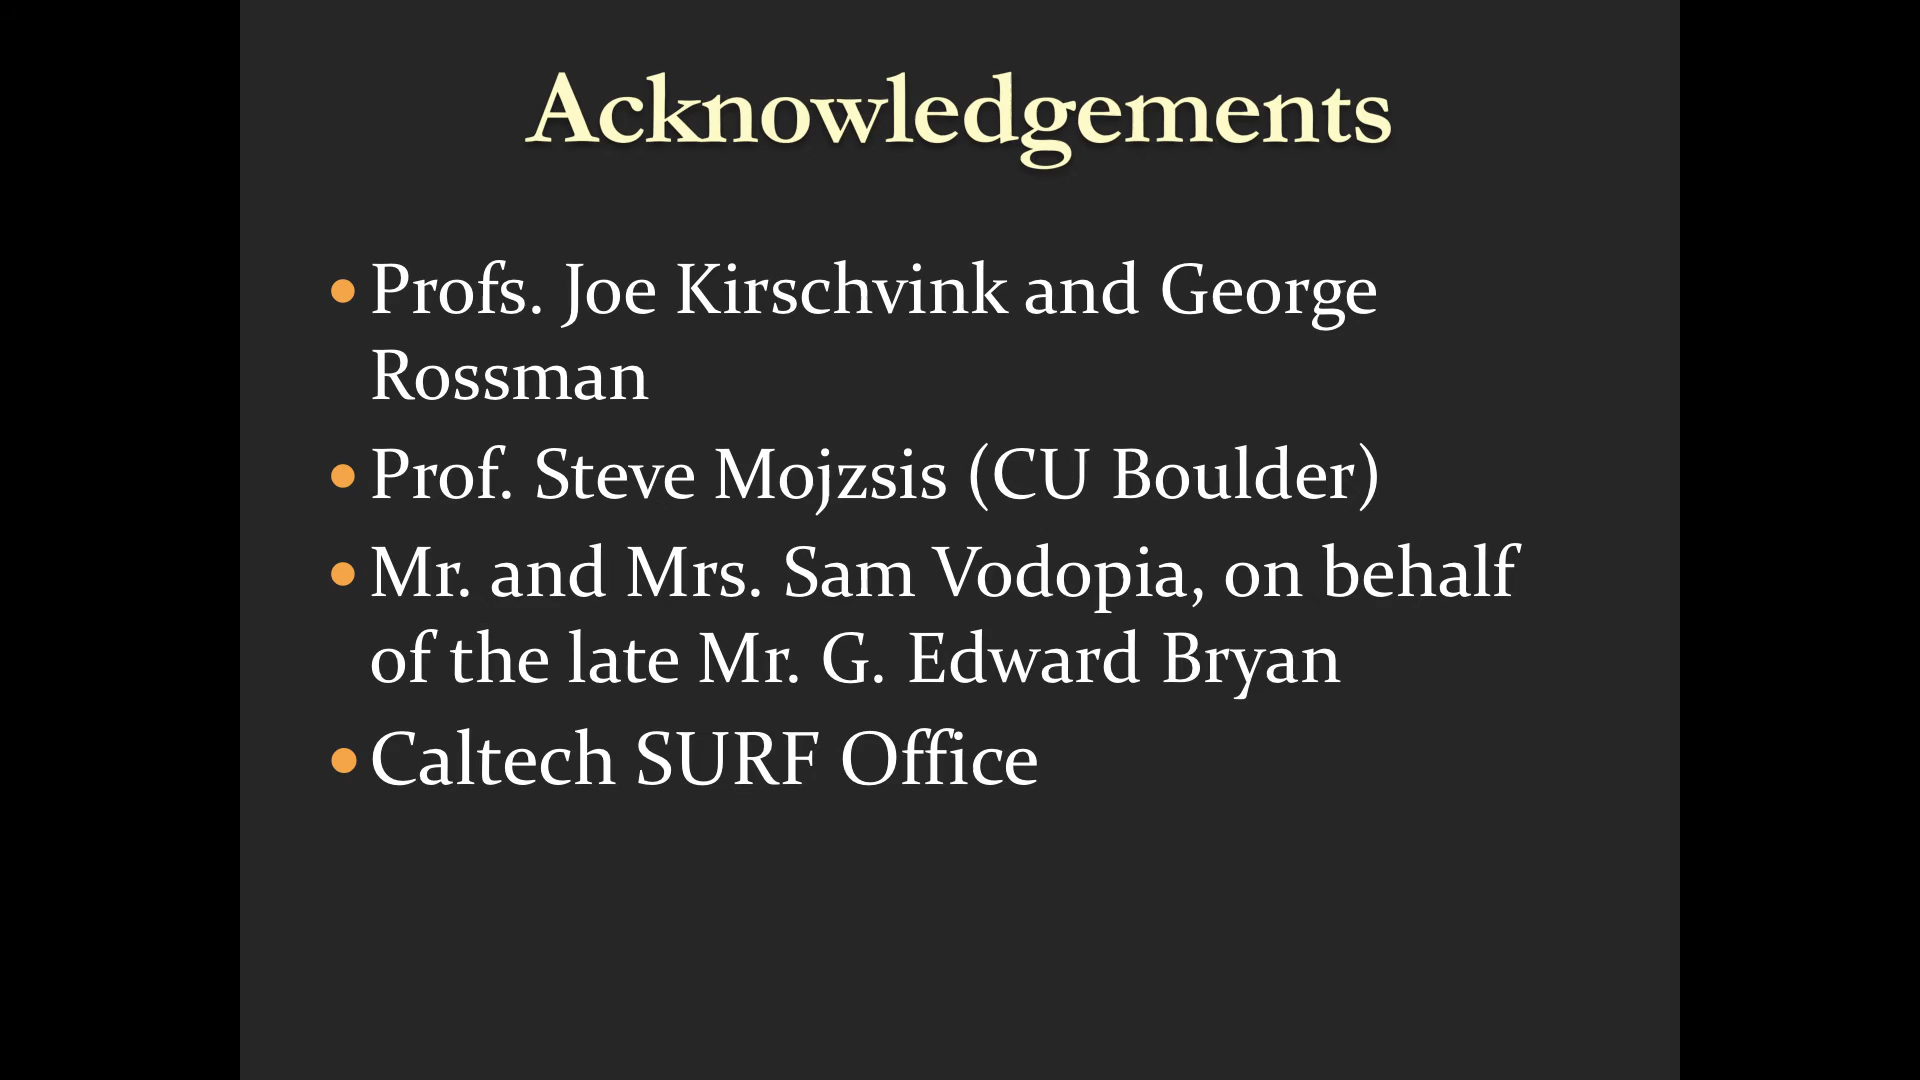 Acknowledgements
• Profs. Joe Kirschvink and George
Rossman
• Prof. Steve Mojzsis (CU Boulder)
• Mr. and Mrs. Sam Vodopia, on behalf
of the late Mr. G. Edward Bryan
• Caltech SURF Office